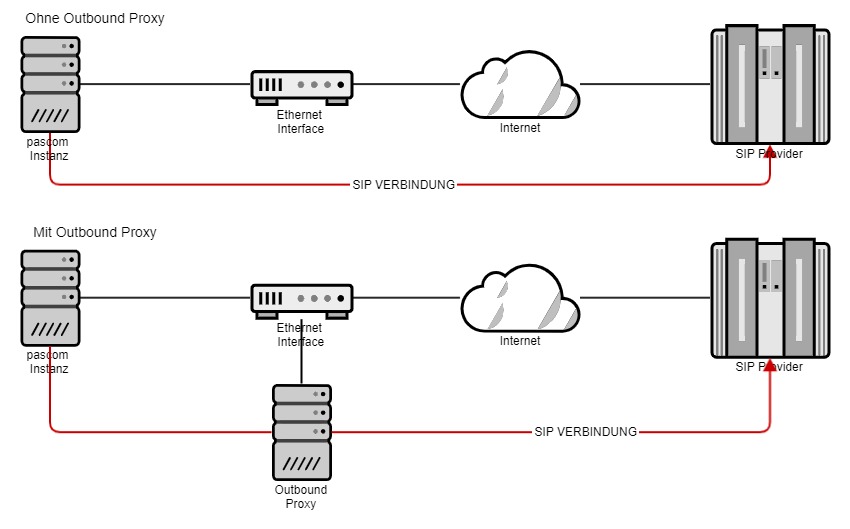 Ohne Outbound Proxy
pascom
Instanz
Ethernet
Interface
Internet
SIP Provider
SIP VERBINDUNG
Mit Outbound Proxy
pascom
Instanz
Ethernet
Interface
Internet
SIP Provider
SIP VERBINDUNG
Outbound
Proxy